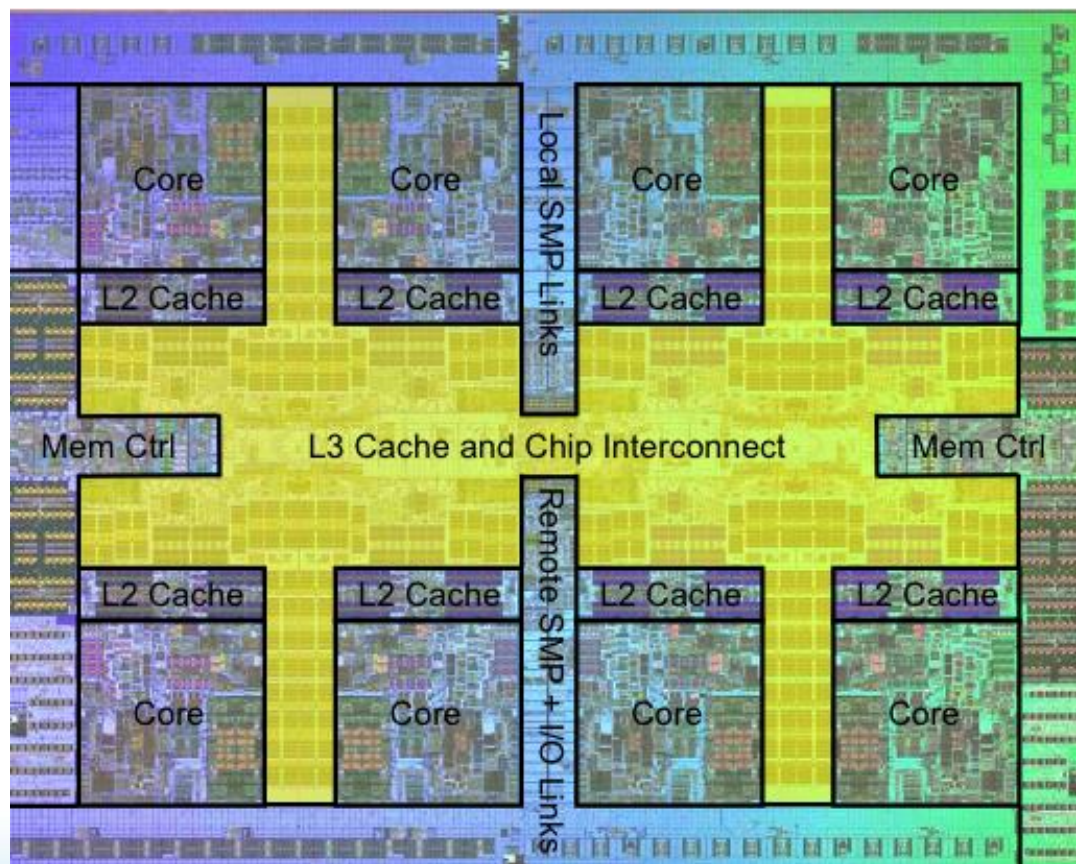 Core
Core
Core
Core
Local SMP Links
L2 Cache
L2 Cache
L2 Cache
L2 Cache
Mem Ctrl
L3 Cache and Chip Interconnect
Mem Ctrl
Remote SMP + I/O Links
L2 Cache
L2 Cache
L2 Cache
L2 Cache
Core
Core
Core
Core